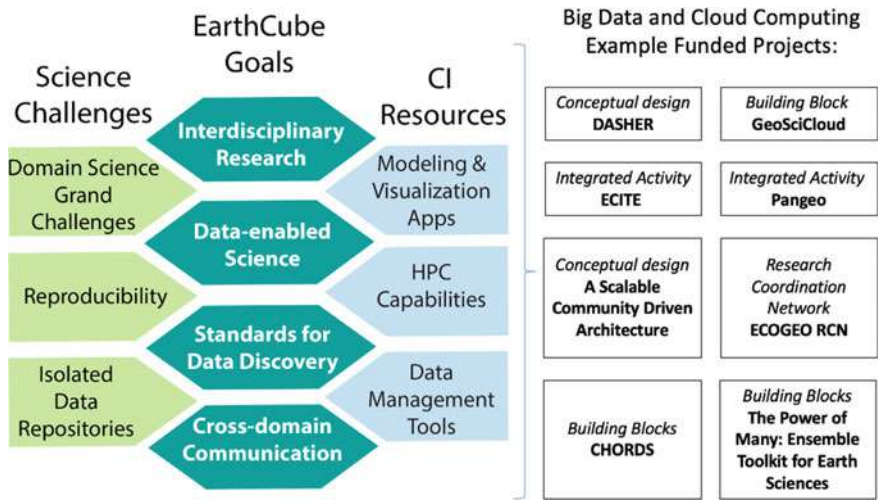 EarthCube
Goals
Science
Challenges
CI
Resources
Interdisciplinary
Research
Domain Science
Grand
Challenges
Modeling &
Visualization
Apps
Data-enabled
Science
Reproducibility
HPC
Capabilities
Standards for
Data Discovery
Isolated
Data
Repositories
Data
Management
Tools
Cross-domain
Communication
Big Data and Cloud Computing
Example Funded Projects:
Conceptual design
DASHER
Building Block
GeoSciCloud
Integrated Activity
ECITE
Integrated Activity
Pangeo
Conceptual design
A Scalable
Community Driven
Architecture
Research
Coordination
Network
ECOGEO RCN
Building Blocks
CHORDS
Building Blocks
The Power of
Many: Ensemble
Toolkit for Earth
Sciences